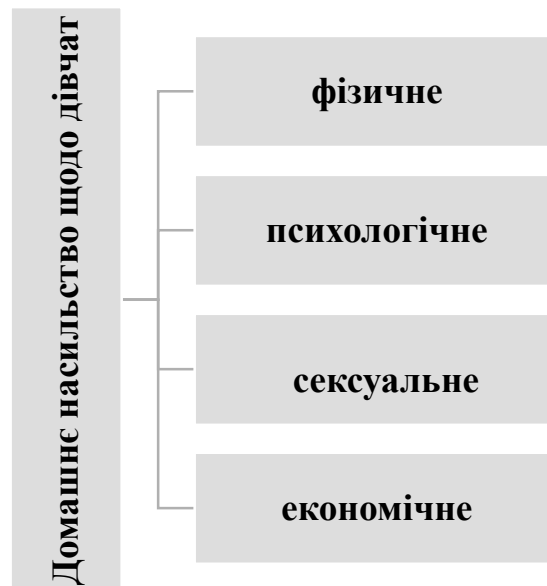 Домашнє насильство щодо дівчат
фізичне
психологічне
сексуальне
економічне